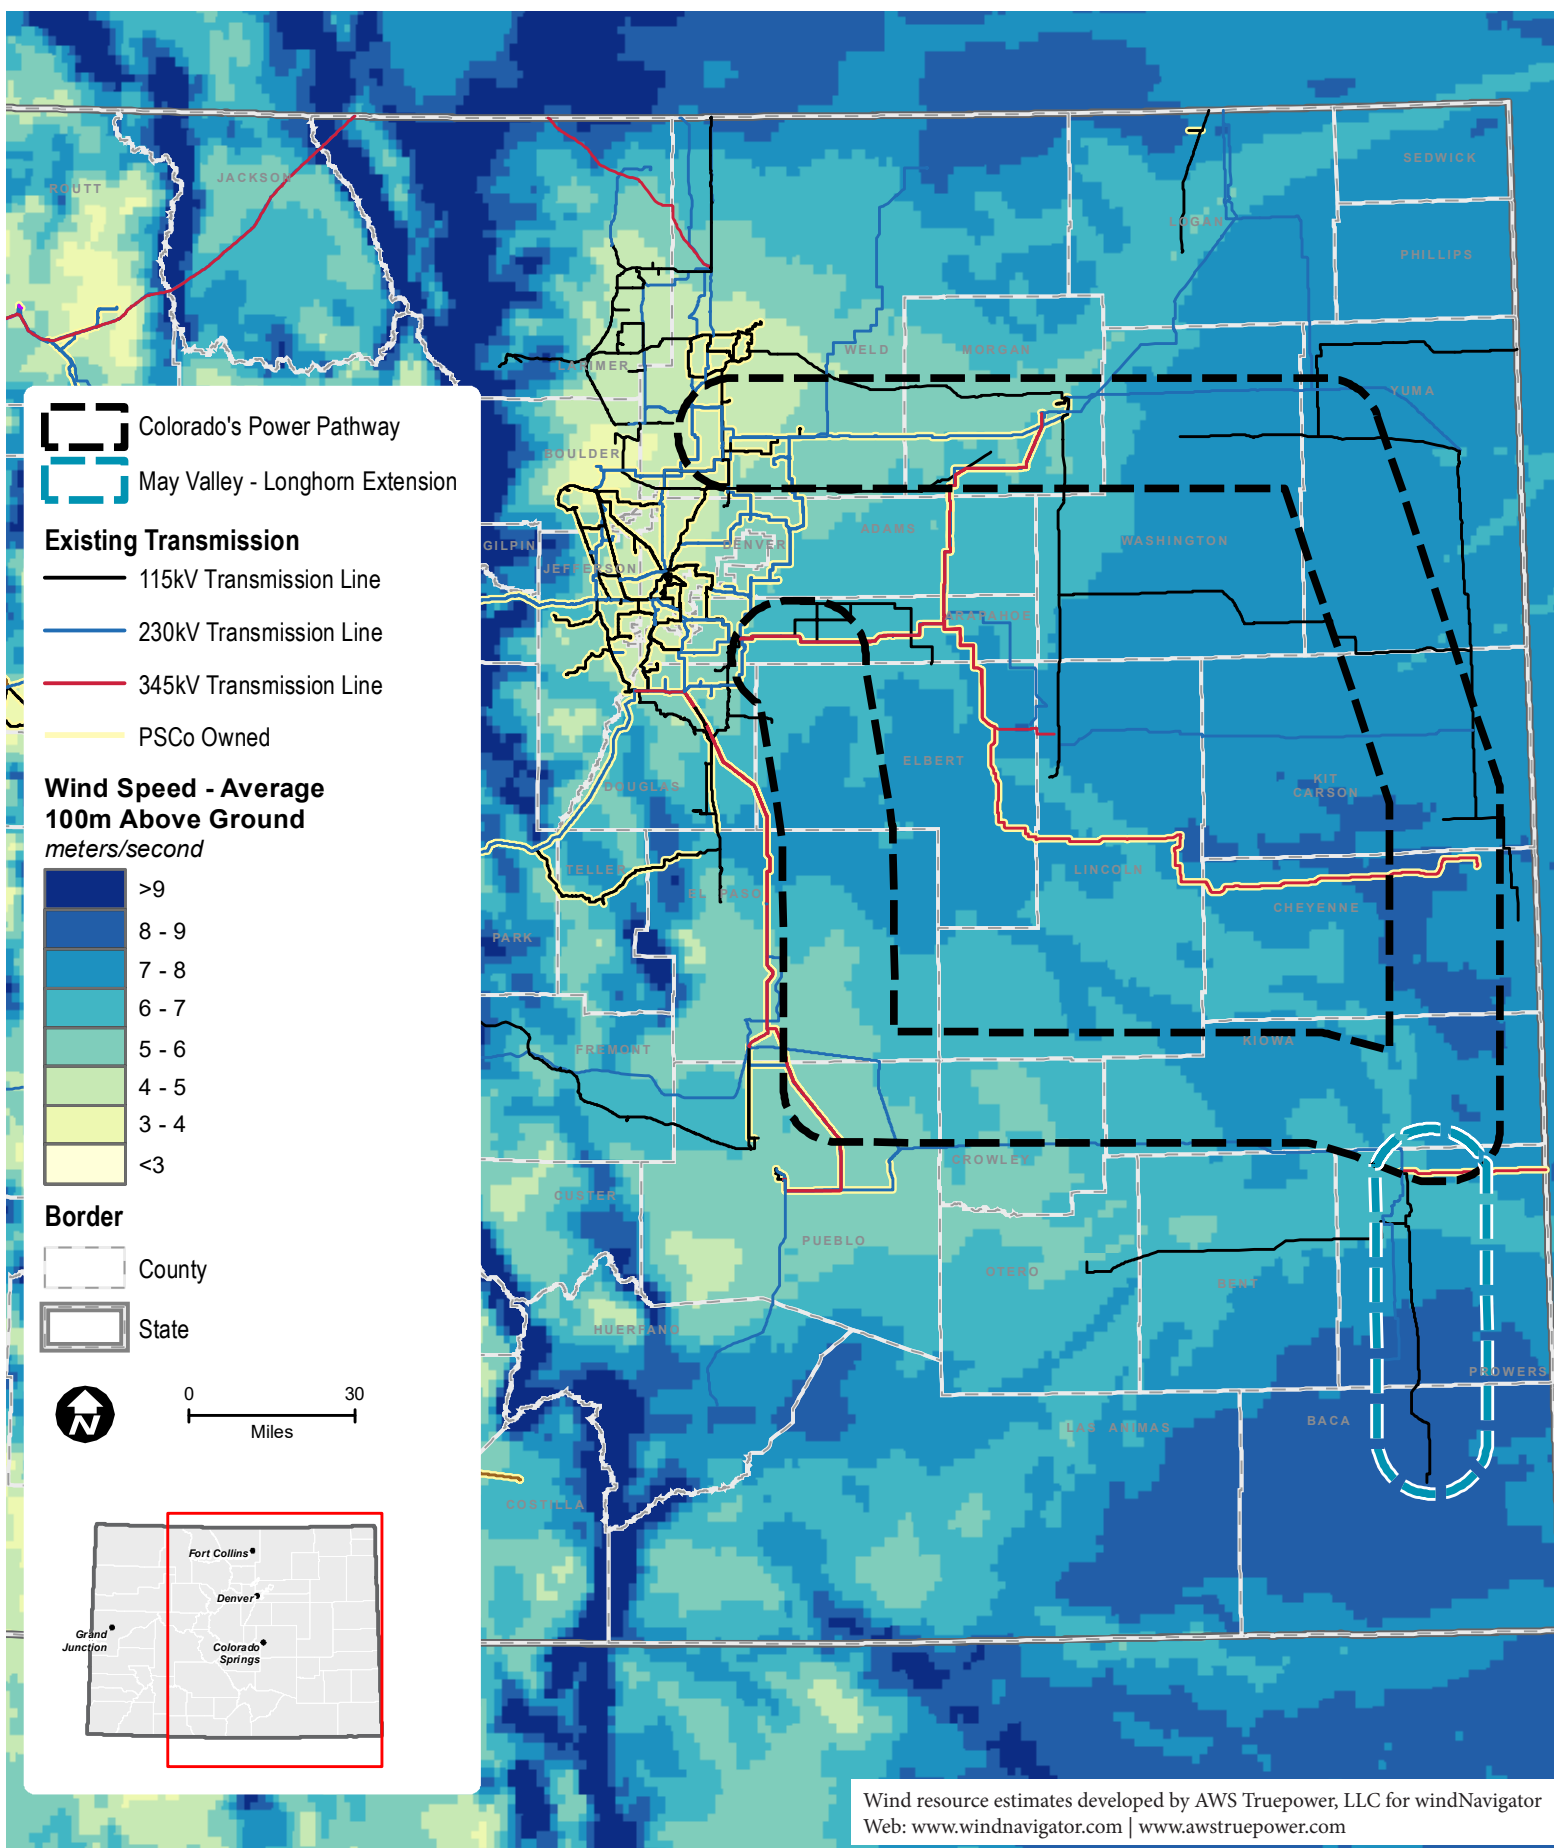 SEDWICK
ROUTT
JACKSON
LOGAN
PHILLIPS
WELD
MORGAN
LARIMER
YUMA
BOULDER
ADAMS
WASHINGTON
GILPIN
DENVER
JEFFERSON
ARAPAHOE
ELBERT
KIT
CARSON
DOUGLAS
TELLER
LINCOLN
EL PASO
CHEYENNE
PARK
KIOWA
FREMONT
CROWLEY
CUSTER
PUEBLO
OTERO
BENT
HUERFANO
PROWERS
BACA
LAS ANIMAS
COSTILLA
Colorado's Power Pathway
May Valley - Longhorn Extension
Existing Transmission
115kV Transmission Line
230kV Transmission Line
345kV Transmission Line
PSCo Owned
Wind Speed - Average
100m Above Ground
meters/second
>9
8 - 9
7 - 8
6 - 7
5 - 6
4 - 5
3 - 4
<3
Border
County
State
N
0 30
Miles
Fort Collins
Denver
Grand
Junction
Colorado
Springs
Wind resource estimates developed by AWS Truepower, LLC for windNavigator
Web: www.windnavigator.com | www.awstruepower.com